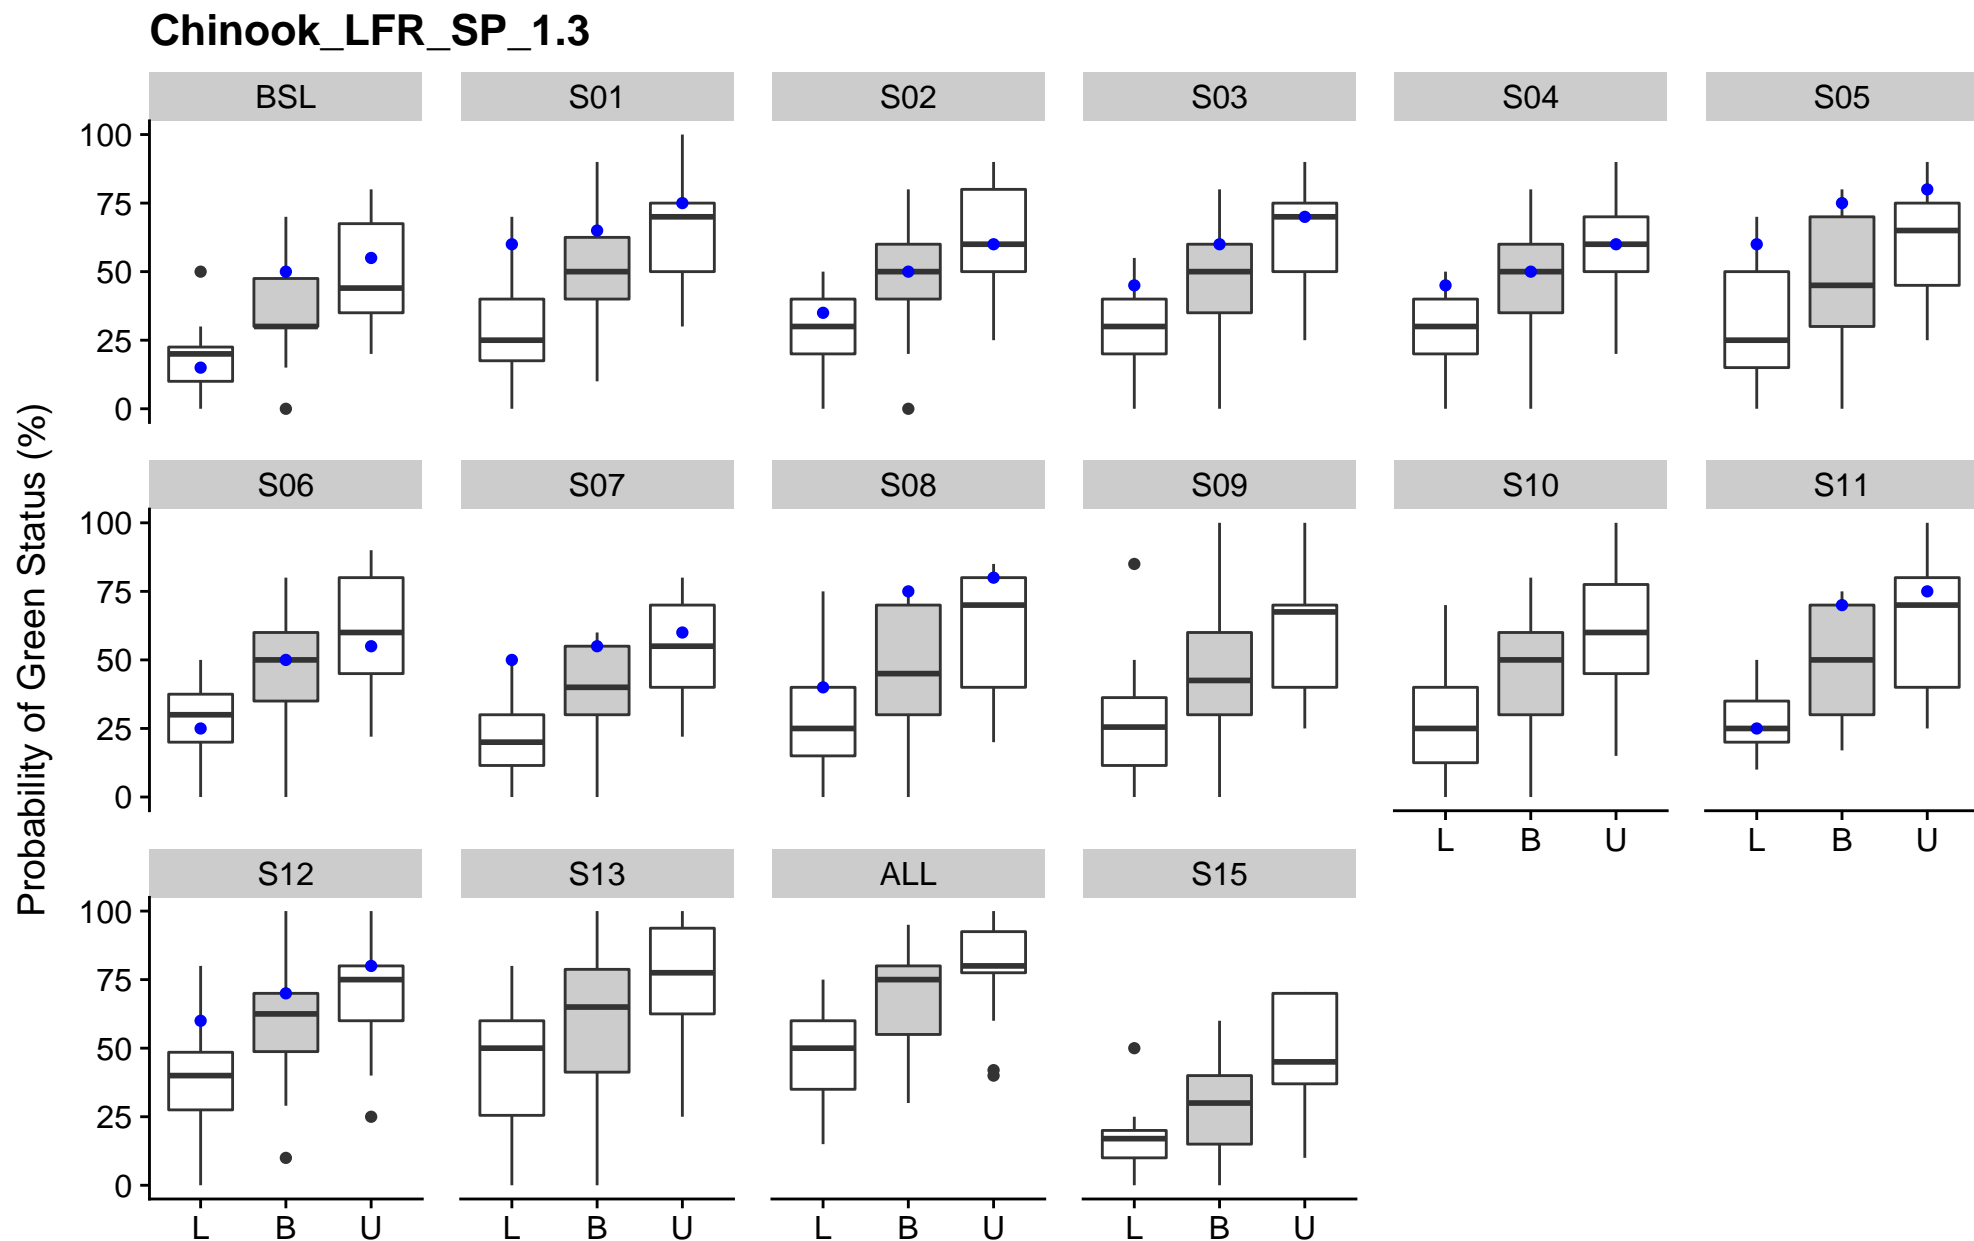 Chinook_LFR_SP_1.3
BSL S01 S02 S03 S04 S05
100
75
50
25
0
S06 S07 S08 S09 S10 S11
100
75
50
25
0
L B U L B U
S12 S13 ALL S15
100
75
50
25
0
L B U L B U L B U L B U
Probability of Green Status (%)